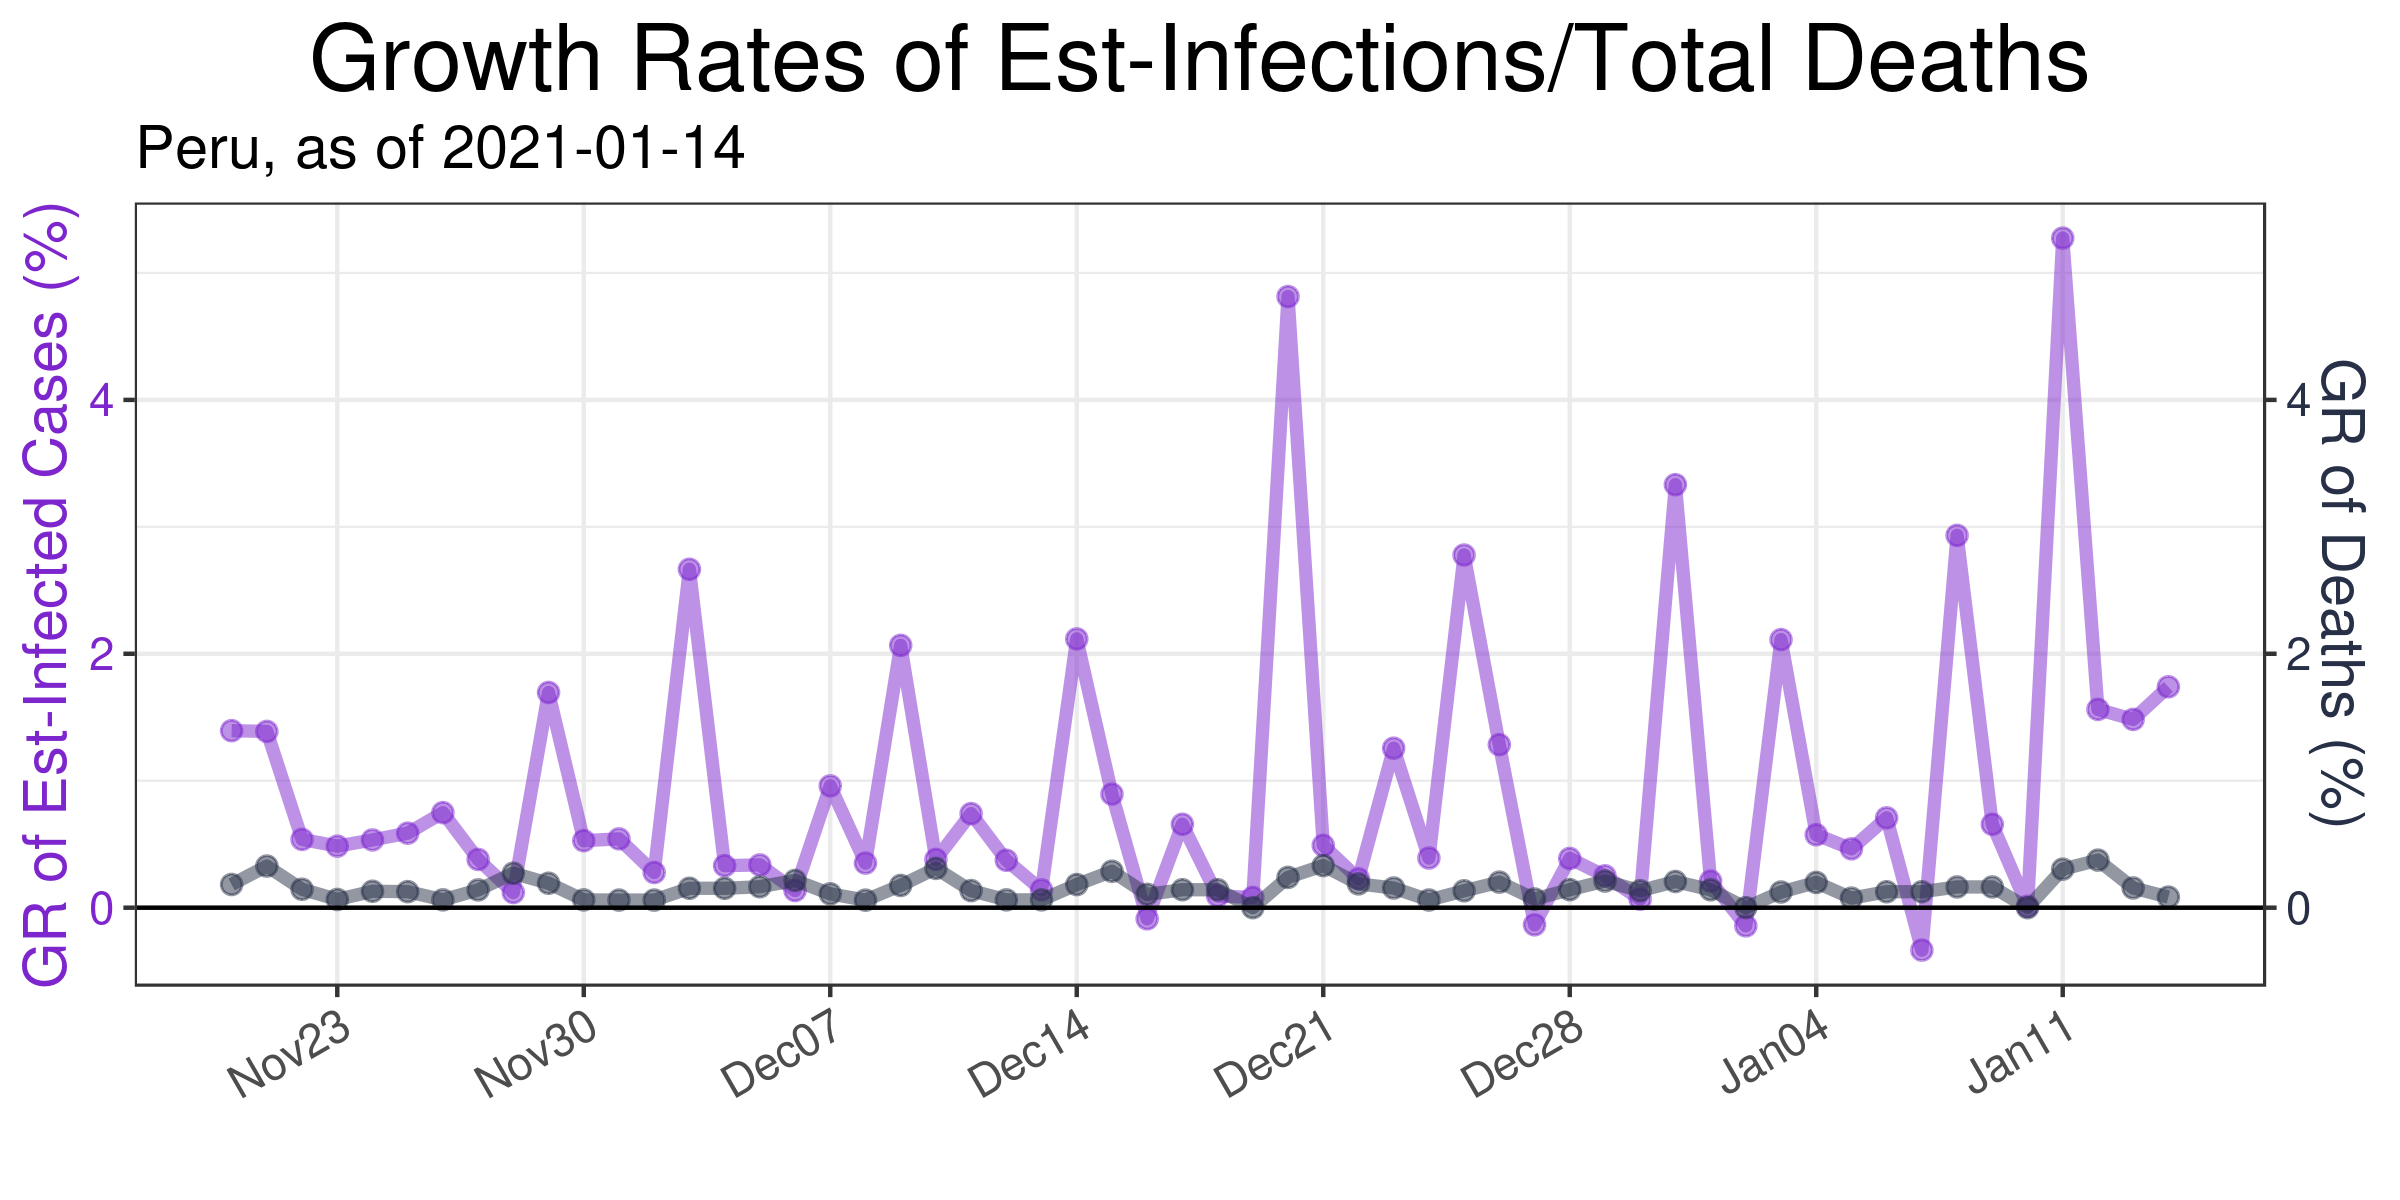 Growth Rates of Est-Infections/Total Deaths
Peru, as of 2021-01-14
GR of Est-Infected Cases (%)
4
2
0
4
2
0
GR of Deaths (%)
Nov23
Nov30
Dec07
Dec14
Dec21
Dec28
Jan04
Jan11